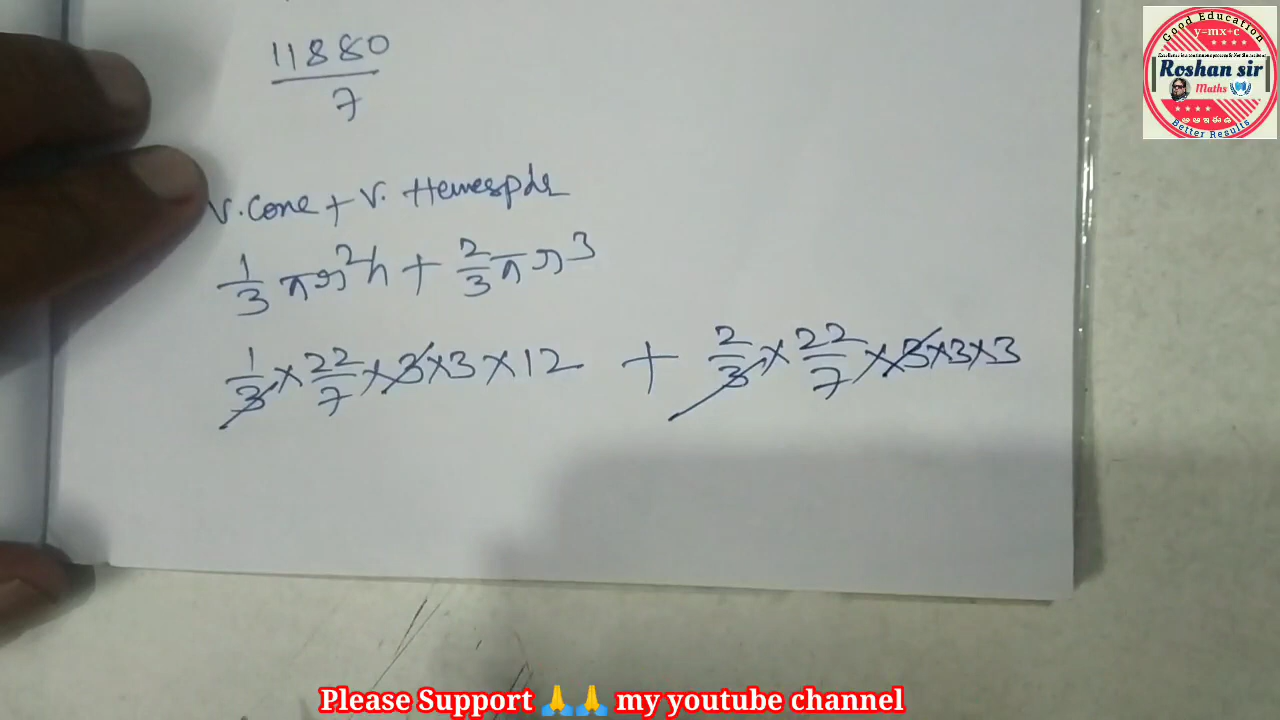 11880
7
V. Cone + V. Hemespdr
1/3 πr²h + 2/3 πr³
1/3 × 22/7 × 3 × 3 × 12 + 2/3 × 22/7 × 3 × 3 × 3
Good Education
y=mx+c
Roshan sir
Maths
Better Results
Please Support 🙏🙏 my youtube channel